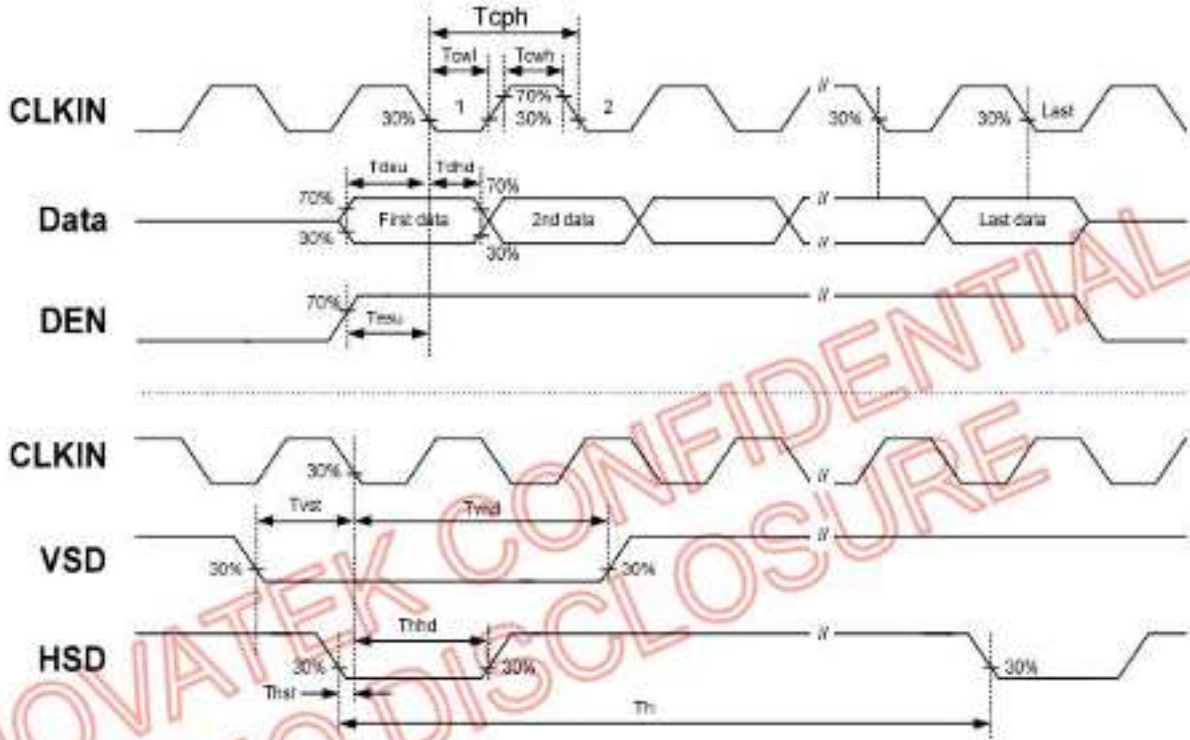 Tcph
Tcwl Tcwh
CLKIN 30% 1 70% 30% 2 30% 30% Last
Tdsu Tdhd
70% 70%
Data First data 2nd data Last data
30% 30%
70%
DEN Tesu
CLKIN 30%
Tvst Tvhd
VSD 30% 30%
Thhd
HSD 30% 30% 30%
Thst
Th
NOVATEK CONFIDENTIAL
NO DISCLOSURE